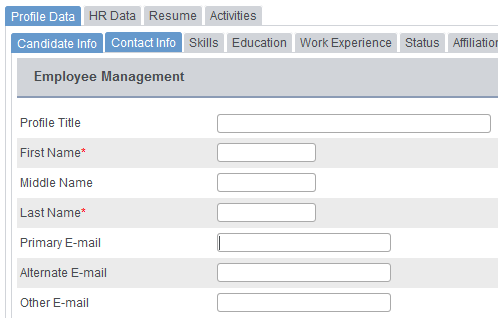 Profile Data HR Data Resume Activities
Candidate Info Contact Info Skills Education Work Experience Status Affiliation
Employee Management
Profile Title
First Name*
Middle Name
Last Name*
Primary E-mail
Alternate E-mail
Other E-mail